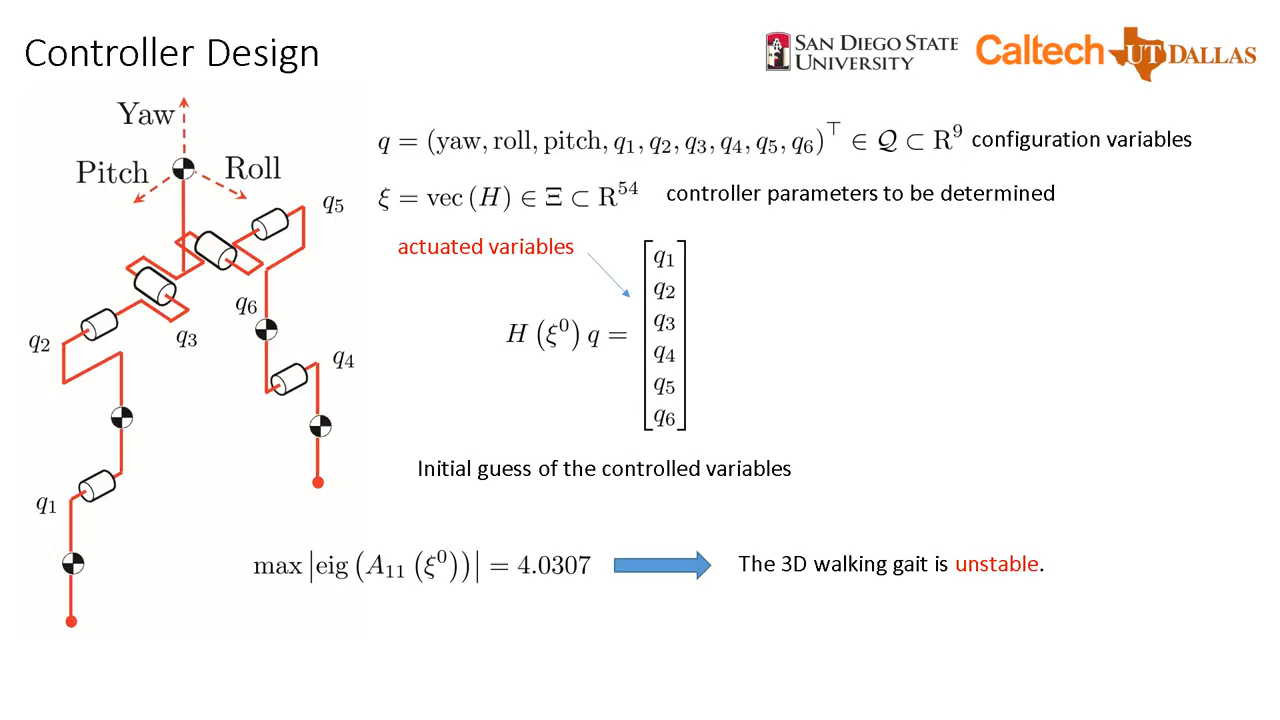 Controller Design
SAN DIEGO STATE
UNIVERSITY
Caltech
UT DALLAS
Yaw
Pitch
Roll
q5
q6
q3
q2
q4
q1
q = (yaw, roll, pitch, q1, q2, q3, q4, q5, q6)⊤ ∈ 𝒬 ⊂ R⁹ configuration variables
ξ = vec (H) ∈ Ξ ⊂ R⁵⁴ controller parameters to be determined
actuated variables
H (ξ⁰) q =
q1
q2
q3
q4
q5
q6
Initial guess of the controlled variables
max |eig (A11 (ξ⁰))| = 4.0307
The 3D walking gait is unstable.